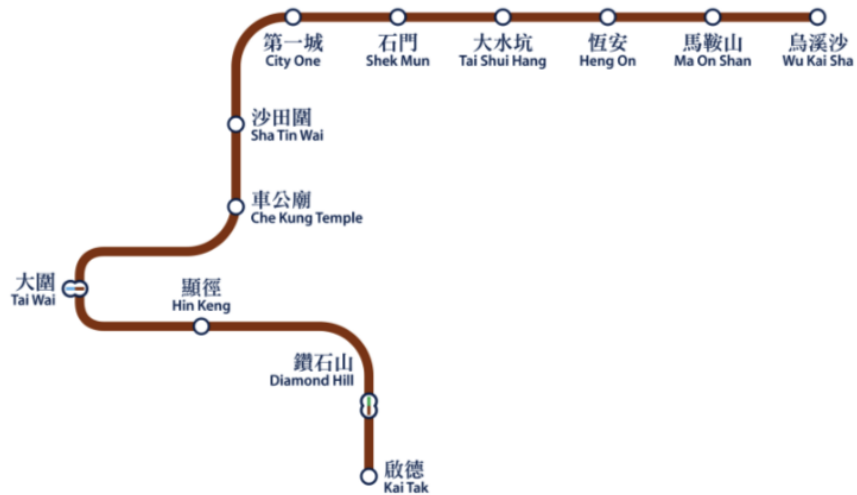 第一城
City One
石門
Shek Mun
大水坑
Tai Shui Hang
恆安
Heng On
馬鞍山
Ma On Shan
烏溪沙
Wu Kai Sha
沙田圍
Sha Tin Wai
車公廟
Che Kung Temple
大圍
Tai Wai
顯徑
Hin Keng
鑽石山
Diamond Hill
啟德
Kai Tak